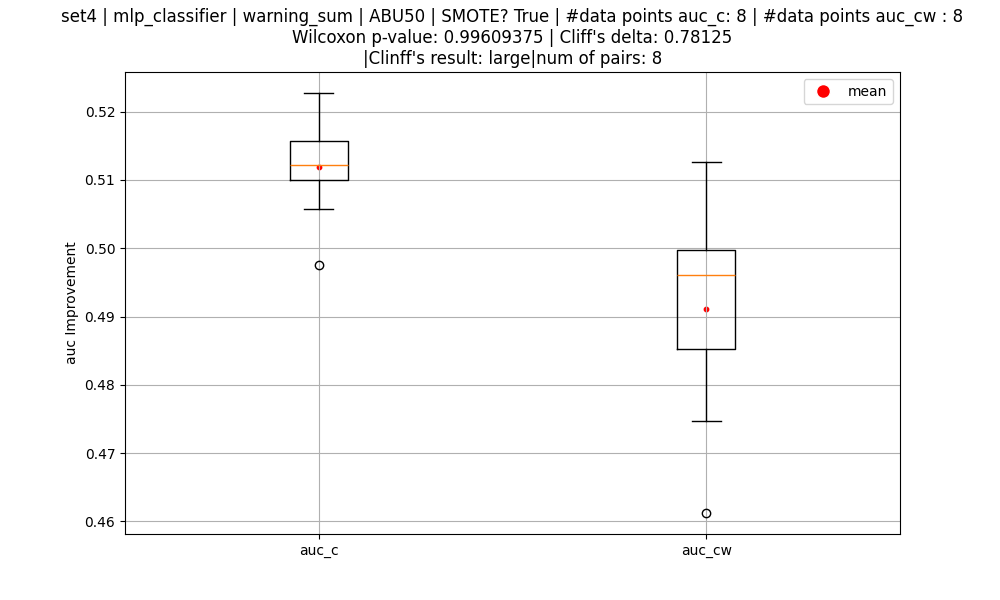 set4 | mlp_classifier | warning_sum | ABU50 | SMOTE? True | #data points auc_c: 8 | #data points auc_cw : 8
Wilcoxon p-value: 0.99609375 | Cliff's delta: 0.78125
|Clinff's result: large|num of pairs: 8
mean
0.52
0.51
0.50
0.49
0.48
0.47
0.46
auc Improvement
auc_c
auc_cw